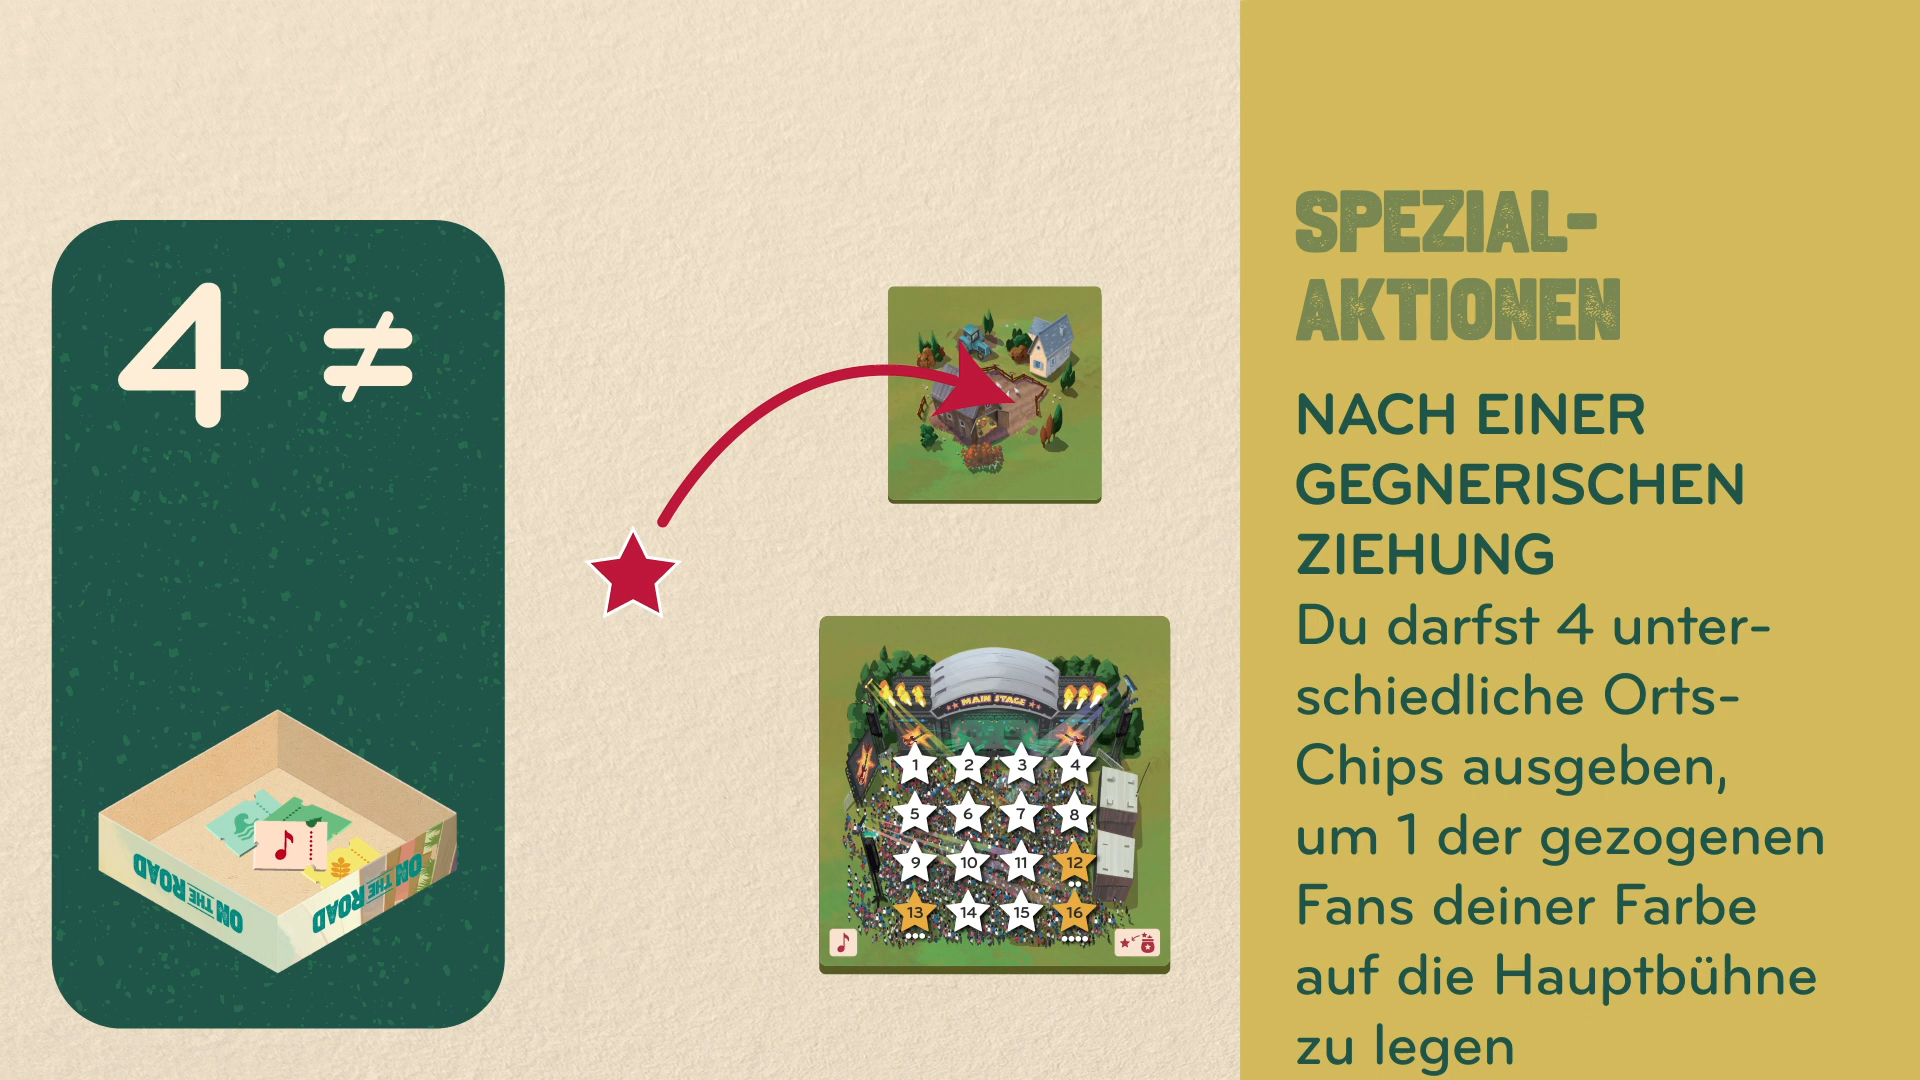 4 ≠
ON THE ROAD
ON THE ROAD
MAIN STAGE
1 2 3 4
5 6 7 8
9 10 11 12
13 14 15 16
SPEZIAL-
AKTIONEN
NACH EINER
GEGNERISCHEN
ZIEHUNG
Du darfst 4 unter-
schiedliche Orts-
Chips ausgeben,
um 1 der gezogenen
Fans deiner Farbe
auf die Hauptbühne
zu legen